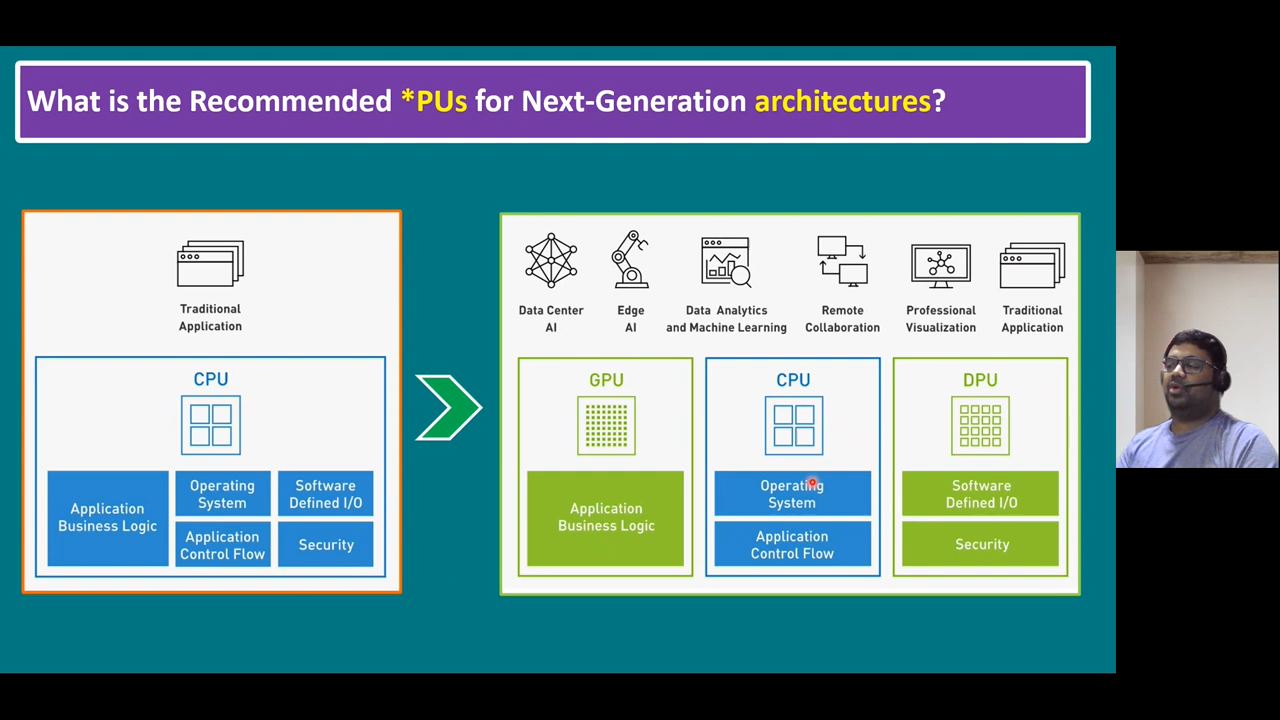 What is the Recommended *PUs for Next-Generation architectures?
Traditional
Application
CPU
Application
Business Logic
Operating
System
Application
Control Flow
Software
Defined I/O
Security
Data Center
AI
Edge
AI
Data Analytics
and Machine Learning
Remote
Collaboration
Professional
Visualization
Traditional
Application
GPU
Application
Business Logic
CPU
Operating
System
Application
Control Flow
DPU
Software
Defined I/O
Security